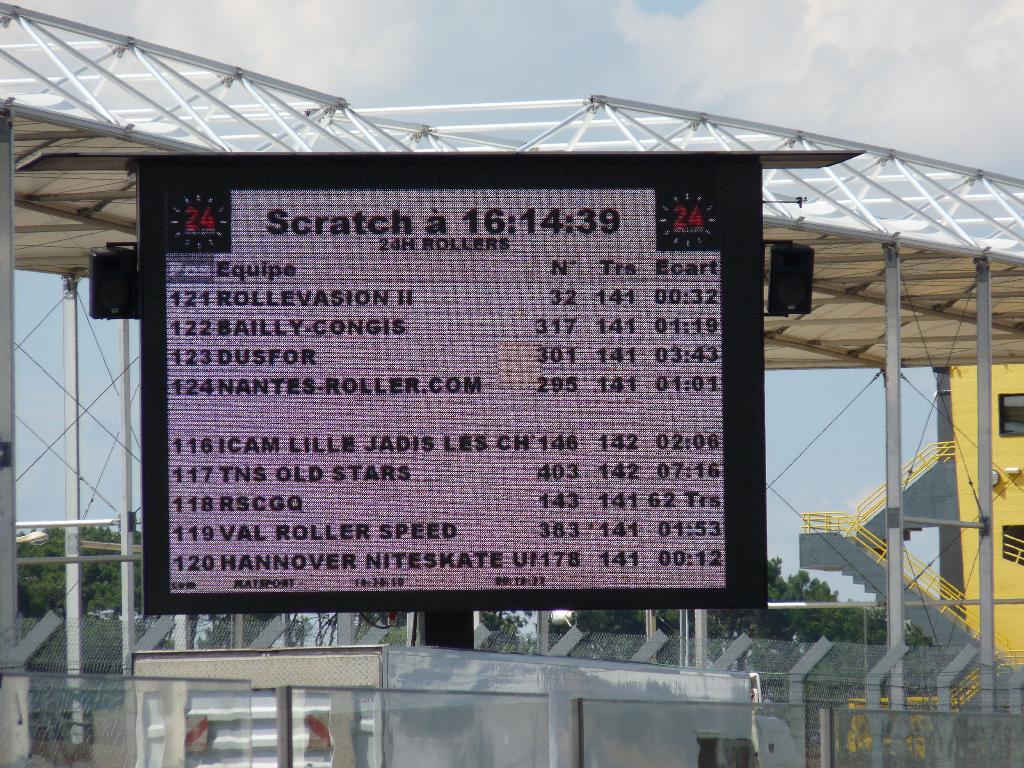 24 24
Scratch à 16:14:39
24H ROLLERS
Equipe N° Trs Ecart
121 ROLLEVASION II 32 141 00:32
122 BAILLY-CONGIS 317 141 01:19
123 DUSFOR 301 141 03:43
124 NANTES-ROLLER.COM 295 141 01:01
116 ICAM LILLE JADIS LES CH' 146 142 02:06
117 TNS OLD STARS 403 142 07:16
118 RSCGQ 143 141 62 Trs
119 VAL ROLLER SPEED 383 *141 01:53
120 HANNOVER NITESKATE U 178 141 00:12
MATSPORT